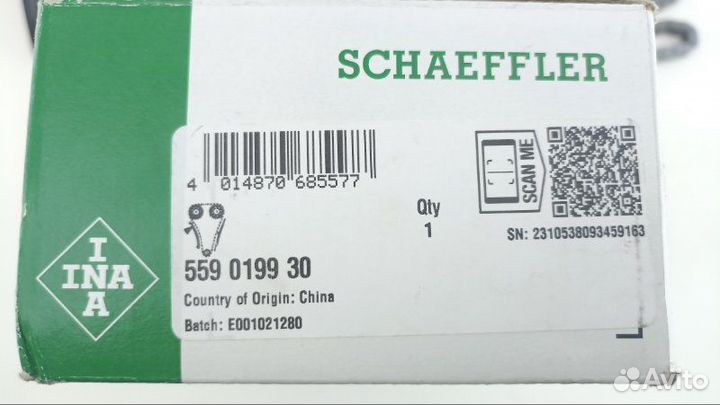 SCHAEFFLER
INA
INA
4 014870 685577
SCAN ME
Qty
1
SN: 2310538093459163
559 0199 30
Country of Origin: China
Batch: E001021280
Avito